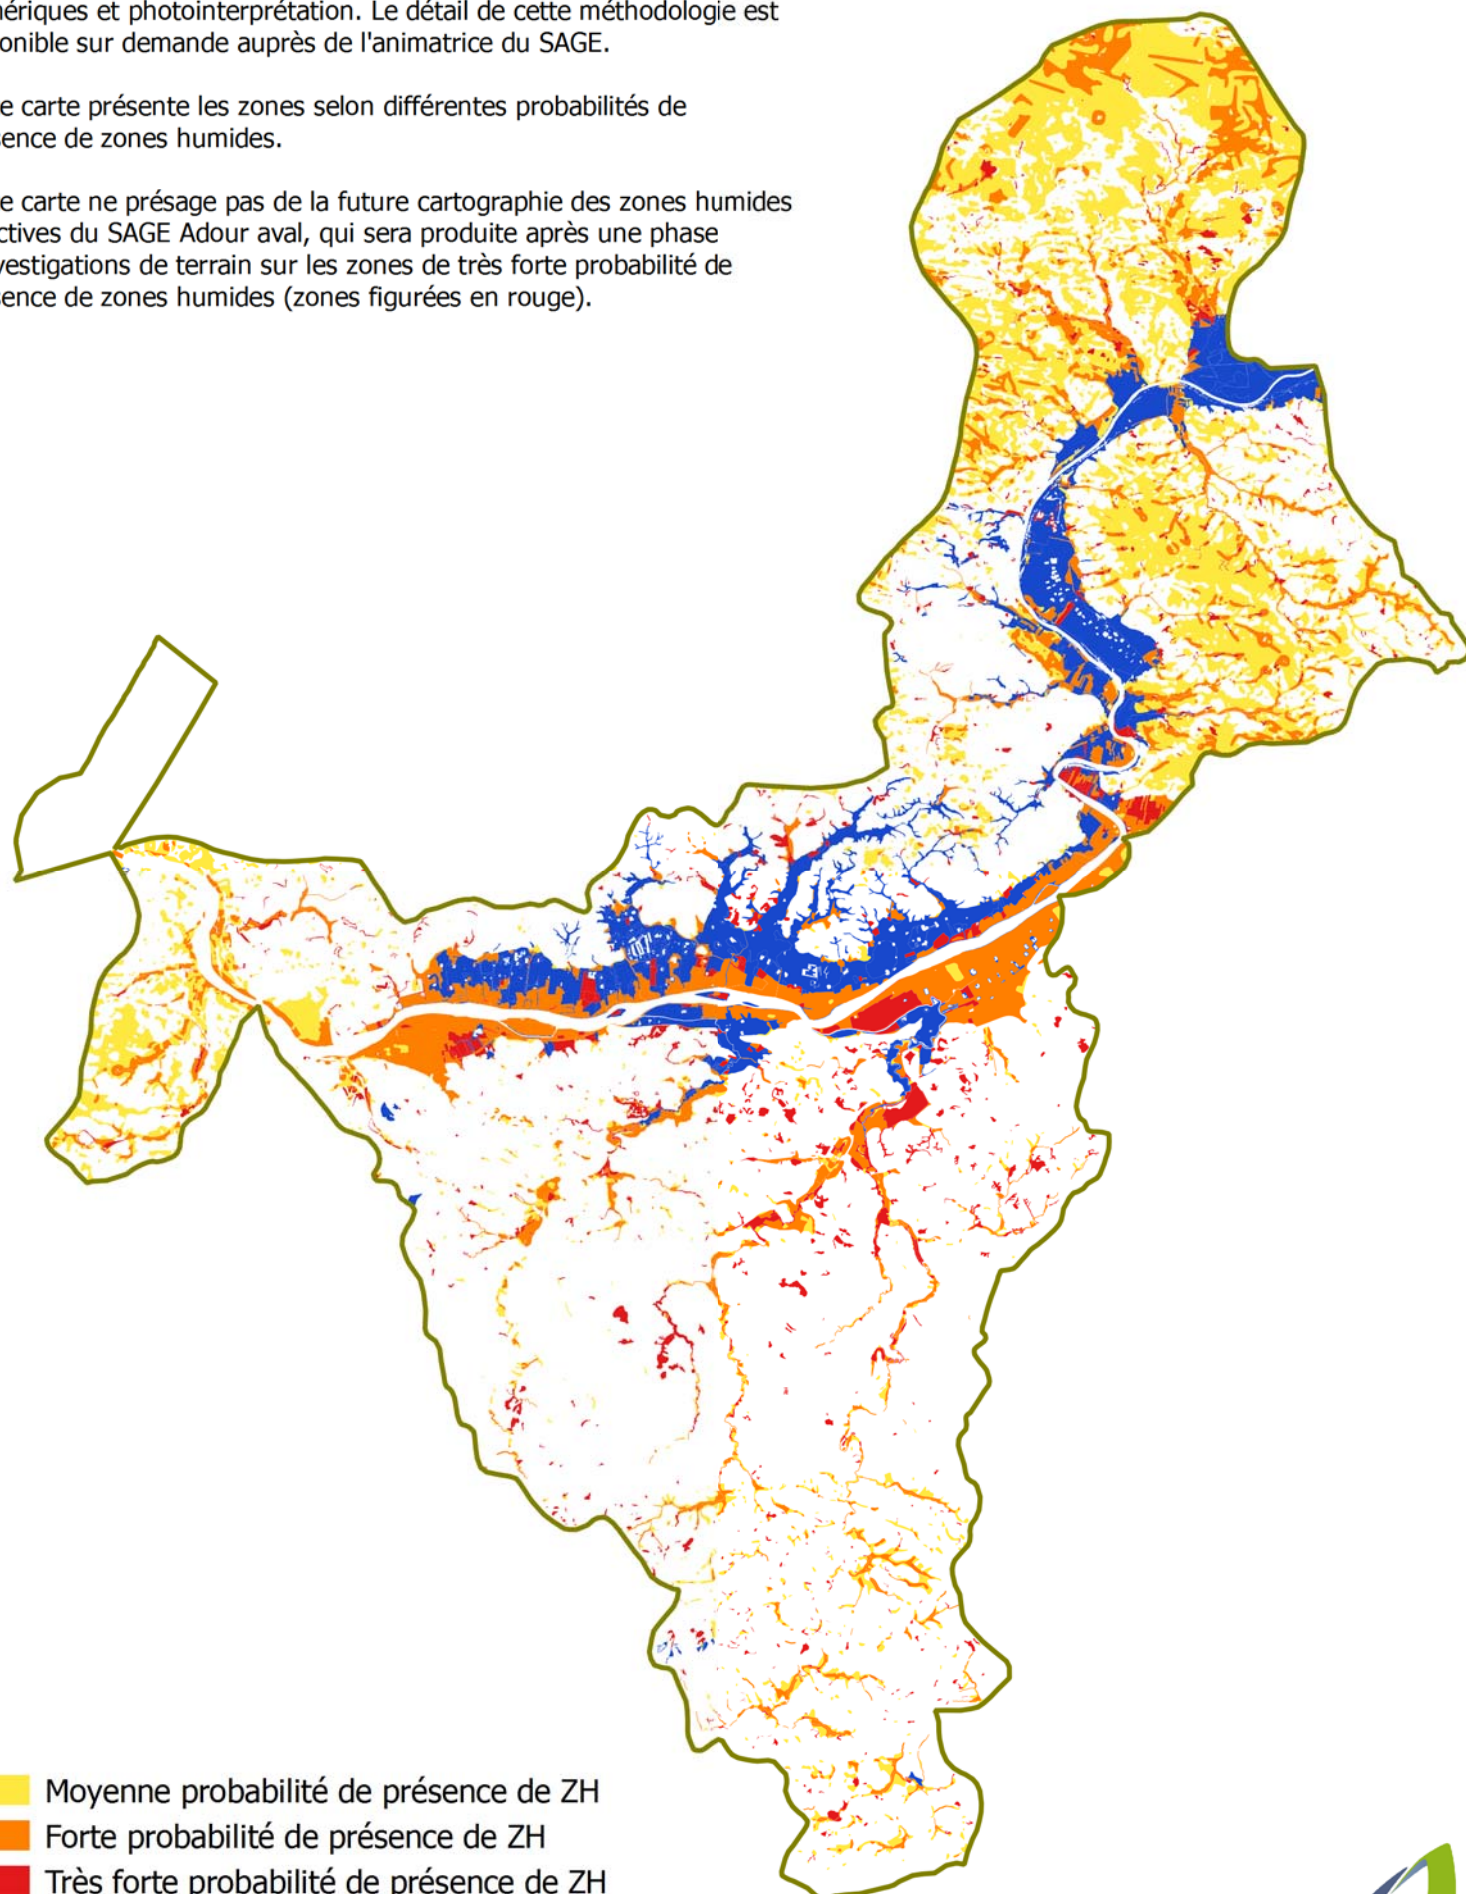 ériques et photointerprétation. Le détail de cette méthodologie est
onible sur demande auprès de l'animatrice du SAGE.
e carte présente les zones selon différentes probabilités de
ence de zones humides.
e carte ne présage pas de la future cartographie des zones humides
ctives du SAGE Adour aval, qui sera produite après une phase
vestigations de terrain sur les zones de très forte probabilité de
ence de zones humides (zones figurées en rouge).
Moyenne probabilité de présence de ZH
Forte probabilité de présence de ZH
Très forte probabilité de présence de ZH